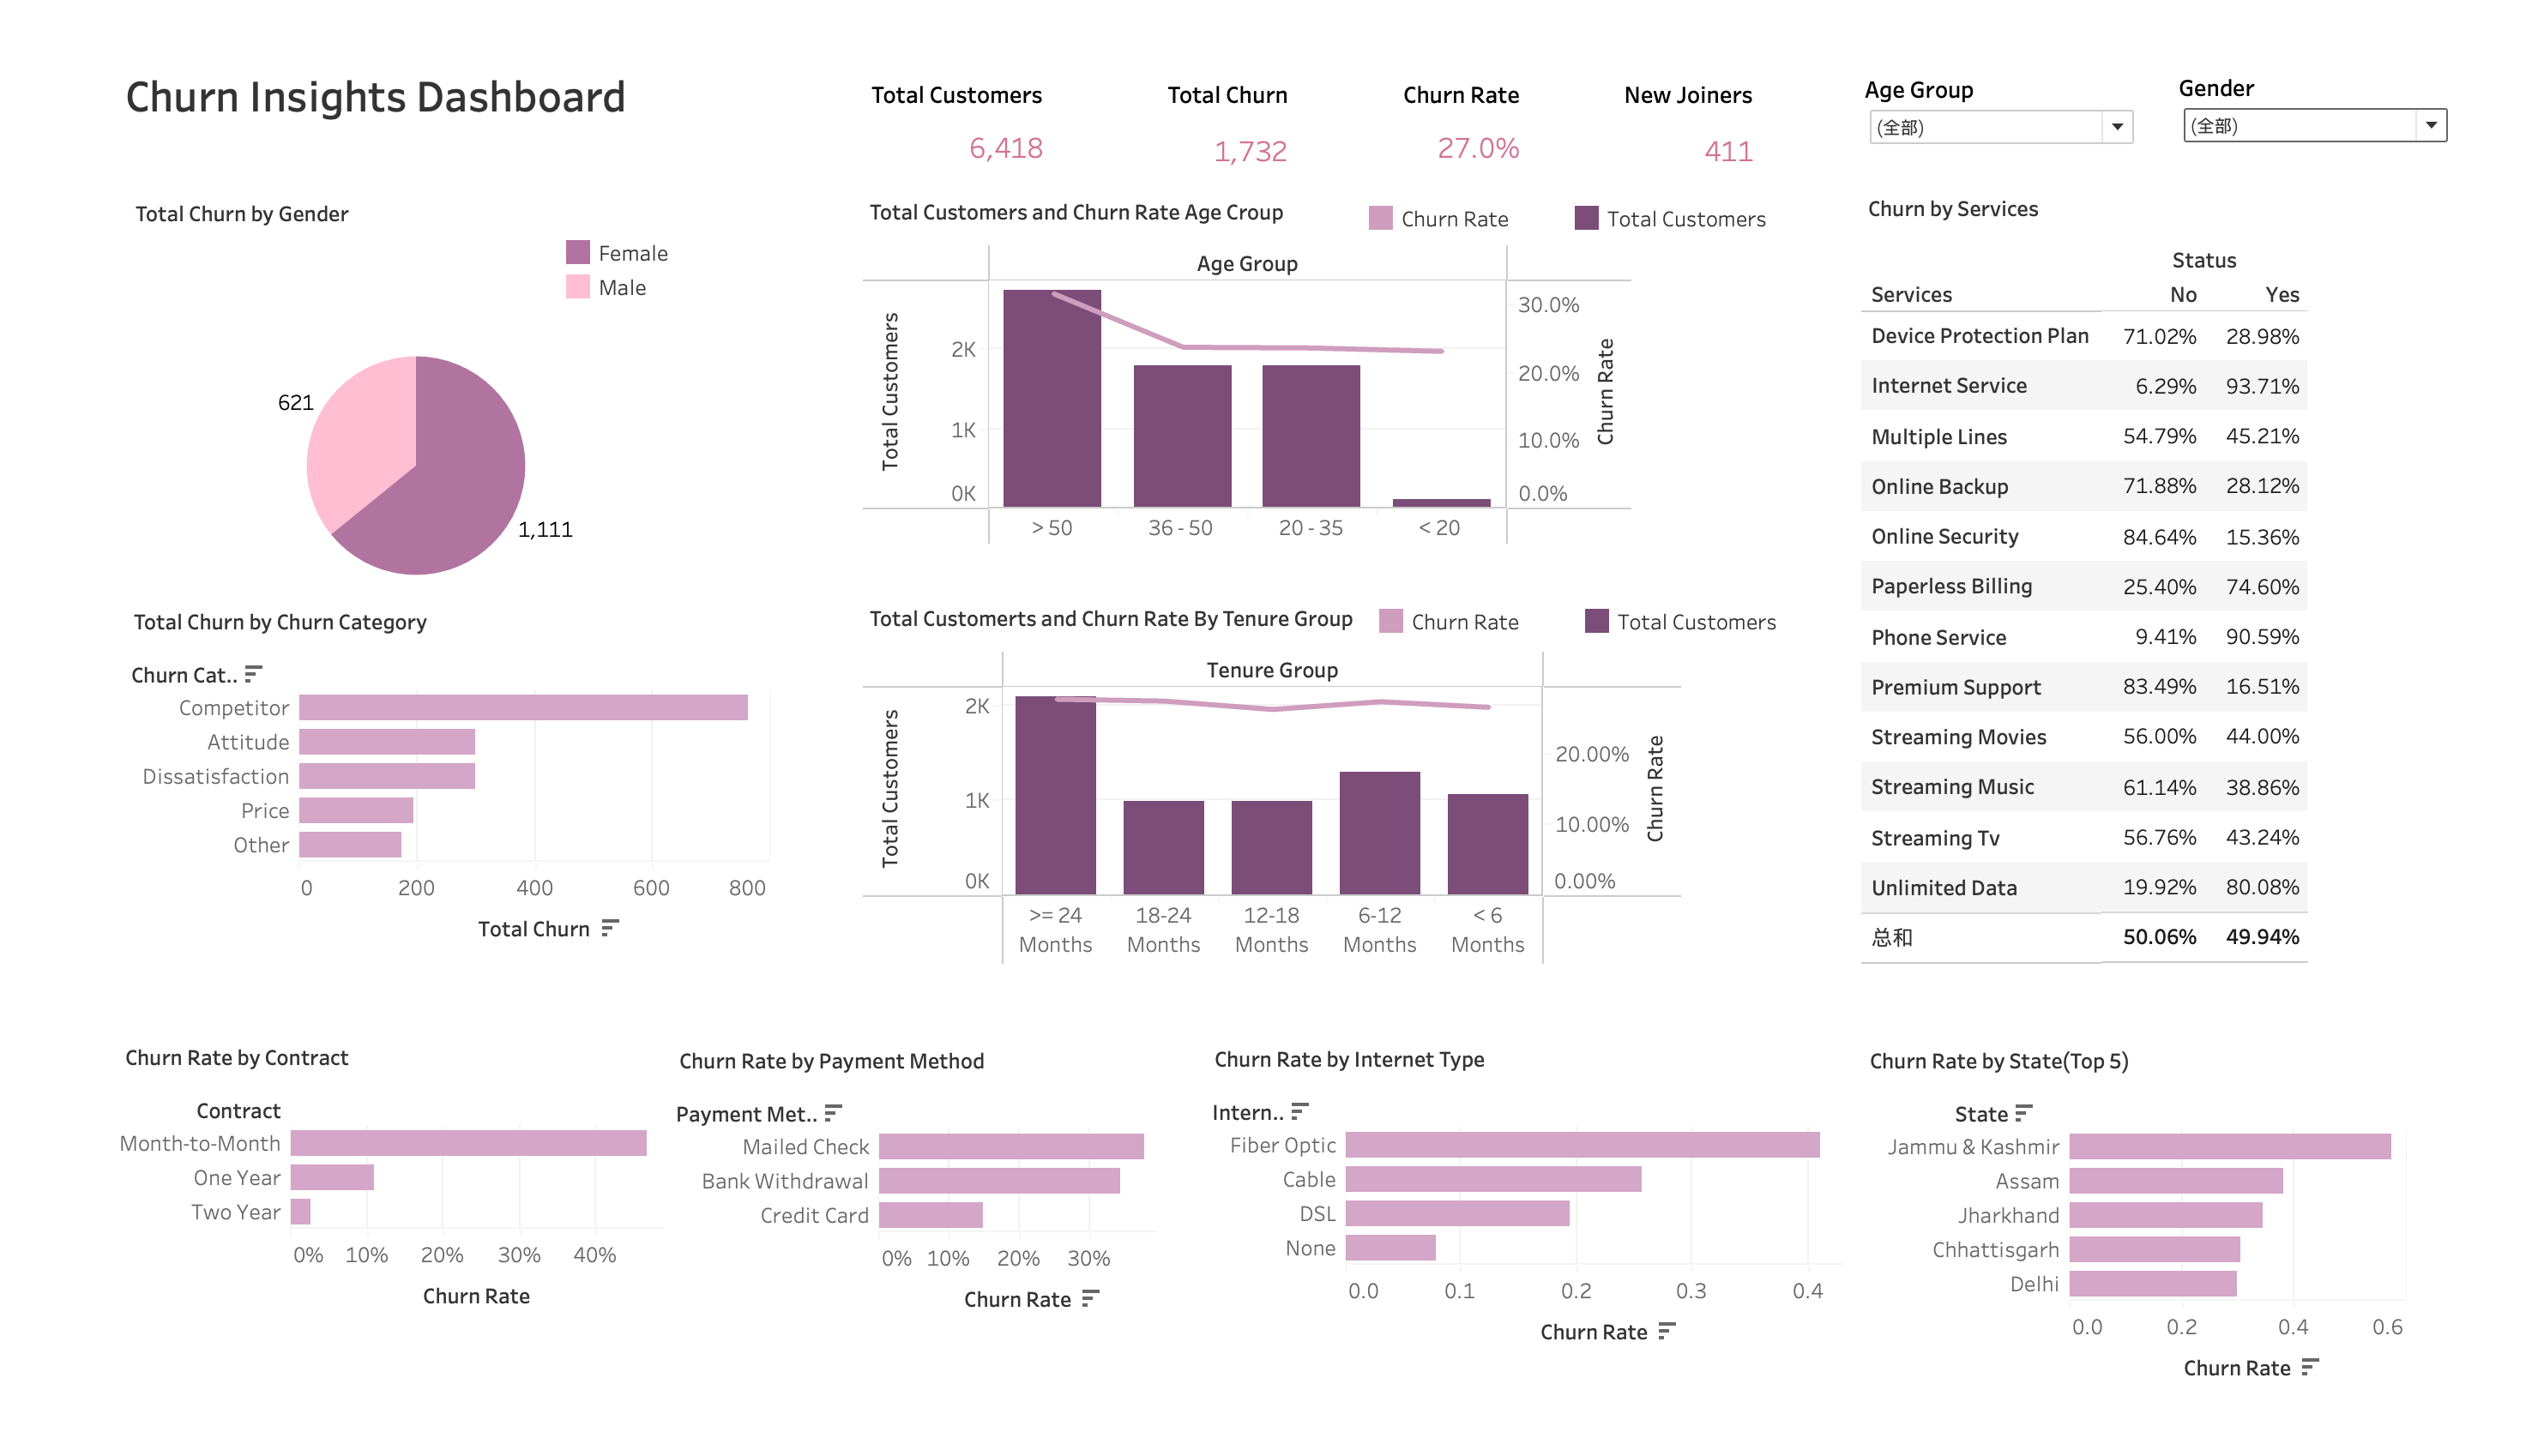 Churn Insights Dashboard
Total Customers
6,418
Total Churn
1,732
Churn Rate
27.0%
New Joiners
411
Age Group
(全部)
Gender
(全部)
Total Churn by Gender
Female
Male
621
1,111
Total Customers and Churn Rate Age Croup
Churn Rate
Total Customers
Age Group
Total Customers
2K
1K
0K
30.0%
20.0%
10.0%
0.0%
Churn Rate
> 50
36 - 50
20 - 35
< 20
Churn by Services
Status
Services No Yes
Device Protection Plan 71.02% 28.98%
Internet Service 6.29% 93.71%
Multiple Lines 54.79% 45.21%
Online Backup 71.88% 28.12%
Online Security 84.64% 15.36%
Paperless Billing 25.40% 74.60%
Phone Service 9.41% 90.59%
Premium Support 83.49% 16.51%
Streaming Movies 56.00% 44.00%
Streaming Music 61.14% 38.86%
Streaming Tv 56.76% 43.24%
Unlimited Data 19.92% 80.08%
总和 50.06% 49.94%
Total Churn by Churn Category
Churn Cat..
Competitor
Attitude
Dissatisfaction
Price
Other
0 200 400 600 800
Total Churn
Total Customerts and Churn Rate By Tenure Group
Churn Rate
Total Customers
Tenure Group
Total Customers
2K
1K
0K
20.00%
10.00%
0.00%
Churn Rate
>= 24 Months
18-24 Months
12-18 Months
6-12 Months
< 6 Months
Churn Rate by Contract
Contract
Month-to-Month
One Year
Two Year
0% 10% 20% 30% 40%
Churn Rate
Churn Rate by Payment Method
Payment Met..
Mailed Check
Bank Withdrawal
Credit Card
0% 10% 20% 30%
Churn Rate
Churn Rate by Internet Type
Intern..
Fiber Optic
Cable
DSL
None
0.0 0.1 0.2 0.3 0.4
Churn Rate
Churn Rate by State(Top 5)
State
Jammu & Kashmir
Assam
Jharkhand
Chhattisgarh
Delhi
0.0 0.2 0.4 0.6
Churn Rate